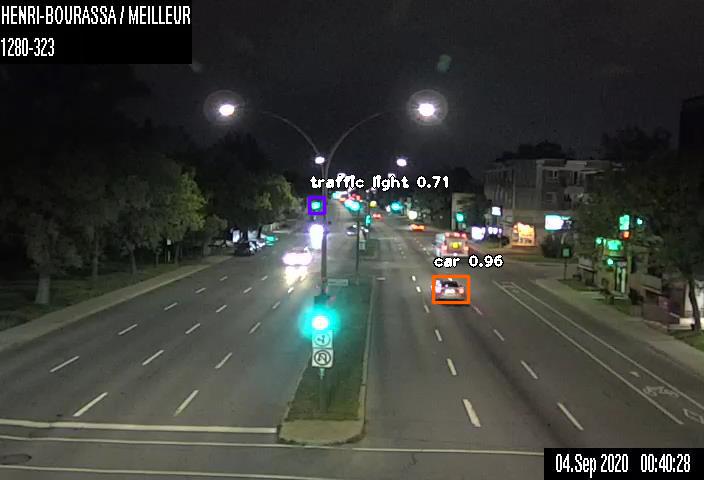 HENRI-BOURASSA / MEILLEUR
1280-323
traffic light 0.71
car 0.96
04.Sep 2020 00:40:28